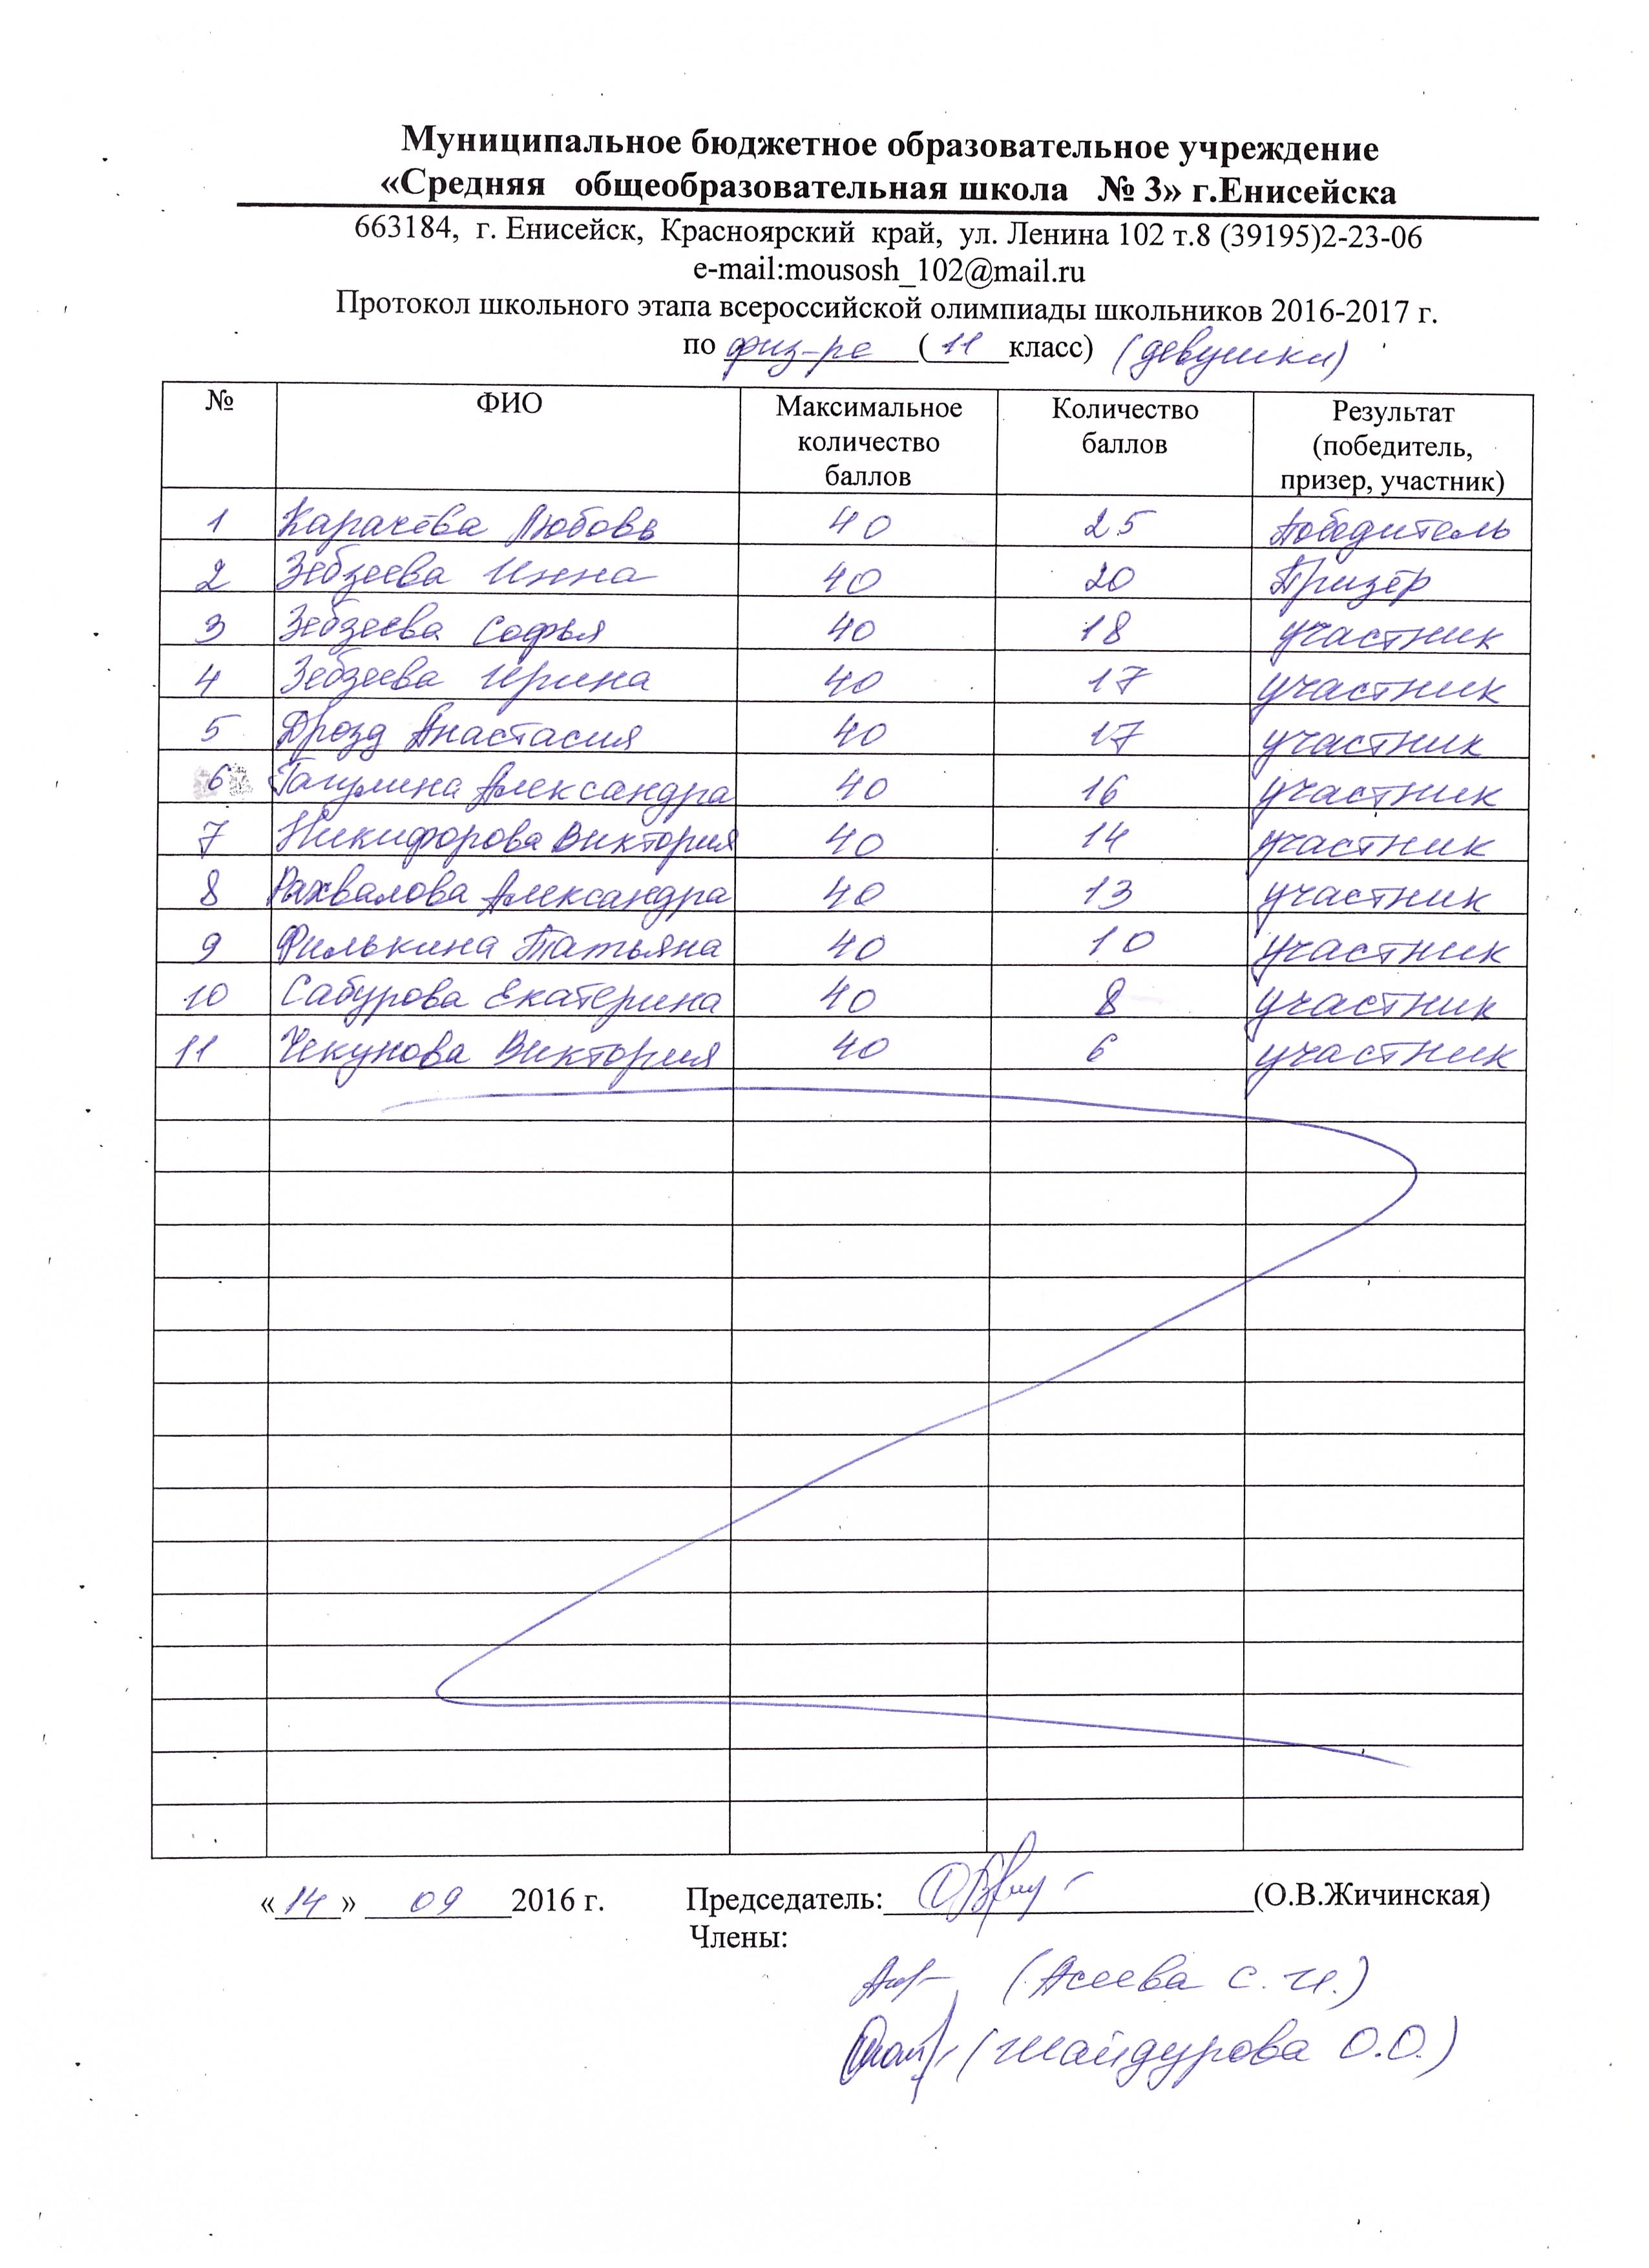 Муниципальное бюджетное образовательное учреждение
«Средняя общеобразовательная школа № 3» г.Енисейска
663184, г. Енисейск, Красноярский край, ул. Ленина 102 т.8 (39195)2-23-06
e-mail:mousosh_102@mail.ru
Протокол школьного этапа всероссийской олимпиады школьников 2016-2017 г.
по физ-ре (11 класс) (девушки)
№ ФИО Максимальное количество баллов Количество баллов Результат (победитель, призер, участник)
1 Карачёва Любовь 40 25 Победитель
2 Зебзеева Инна 40 20 Призёр
3 Зебзеева Софья 40 18 участник
4 Зебзеева Ирина 40 17 участник
5 Дрозд Анастасия 40 17 участник
6 Александра 40 16 участник
7 Никифорова Виктория 40 14 участник
8 Рахвалова Александра 40 13 участник
9 Филькина Татьяна 40 10 участник
10 Сабурова Екатерина 40 8 участник
11 Чекунова Виктория 40 6 участник
«14» 09 2016 г. Председатель: (О.В.Жичинская)
Члены:
(Асеева С.И.)
(Шайдурова О.О.)